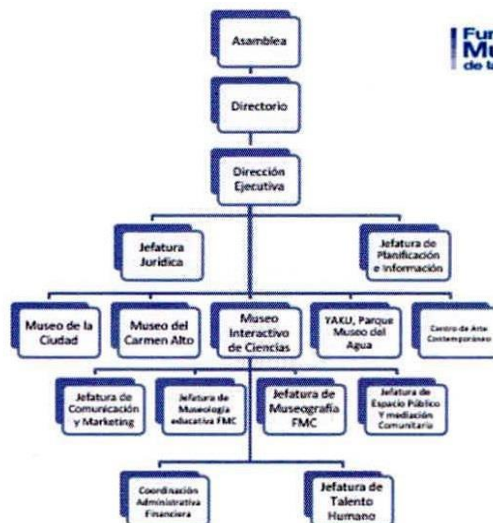 Asamblea
Directorio
Dirección
Ejecutiva
Jefatura
Jurídica
Jefatura de
Planificación
e Información
Museo de la
Ciudad
Museo del
Carmen Alto
Museo
Interactivo
de Ciencias
YAKU, Parque
Museo del
Agua
Centro de Arte
Contemporáneo
Jefatura de
Comunicación
y Marketing
Jefatura de
Museología
educativa FMC
Jefatura de
Museografía
FMC
Jefatura de
Espacio Público
Y mediación
Comunitaria
Coordinación
Administrativa
Financiera
Jefatura de
Talento
Humano